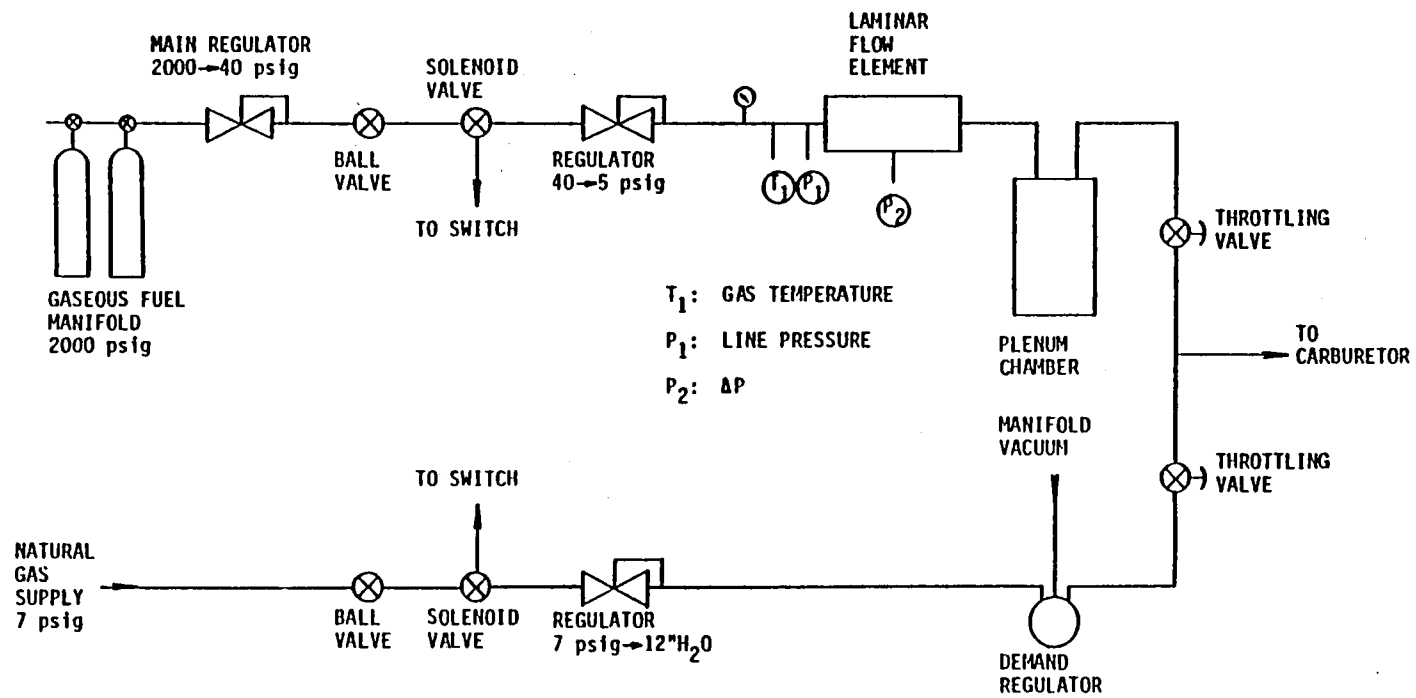 LAMINAR
FLOW
ELEMENT
MAIN REGULATOR
2000→40 psig
SOLENOID
VALVE
BALL
VALVE
REGULATOR
40→5 psig
T1
P1
P2
TO SWITCH
THROTTLING
VALVE
GASEOUS FUEL
MANIFOLD
2000 psig
T1: GAS TEMPERATURE
P1: LINE PRESSURE
P2: ΔP
PLENUM
CHAMBER
TO
CARBURETOR
MANIFOLD
VACUUM
TO SWITCH
THROTTLING
VALVE
NATURAL
GAS
SUPPLY
7 psig
BALL
VALVE
SOLENOID
VALVE
REGULATOR
7 psig→12"H2O
DEMAND
REGULATOR